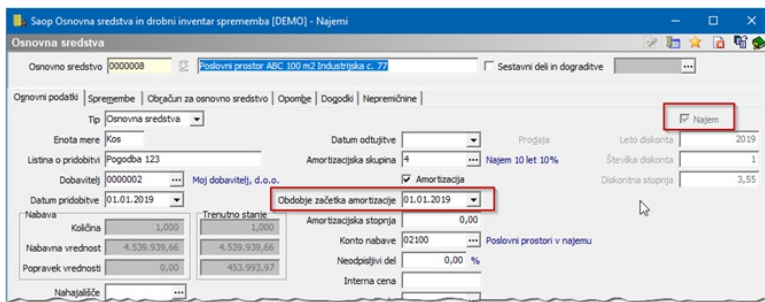 Saop Osnovna sredstva in drobni inventar sprememba [DEMO] - Najemi
Osnovna sredstva
Osnovno sredstvo 0000008 Poslovni prostor ABC 100 m2 Industrijska c. 77 Sestavni deli in dograditve ...
Osnovni podatki Spremembe Obračun za osnovno sredstvo Opombe Dogodki Nepremičnine
Tip Osnovna sredstva Najem
Enota mere Kos Datum odtujitve Prodaja Leto diskonta 2019
Listina o pridobitvi Pogodba 123 Amortizacijska skupina 4 ... Najem 10 let 10% Številka diskonta 1
Dobavitelj 0000002 ... Moj dobavitelj, d.o.o. Amortizacija Diskontna stopnja 3,55
Datum pridobitve 01.01.2019 Obdobje začetka amortizacije 01.01.2019
Nabava Trenutno stanje Amortizacijska stopnja 0,00
Količina 1,000 1,000 Konto nabave 02100 ... Poslovni prostori v najemu
Nabavna vrednost 4.539.939,66 4.539.939,66 Neodpisljivi del 0,00 %
Popravek vrednosti 0,00 453.993,97 Interna cena
Nahajališče ...